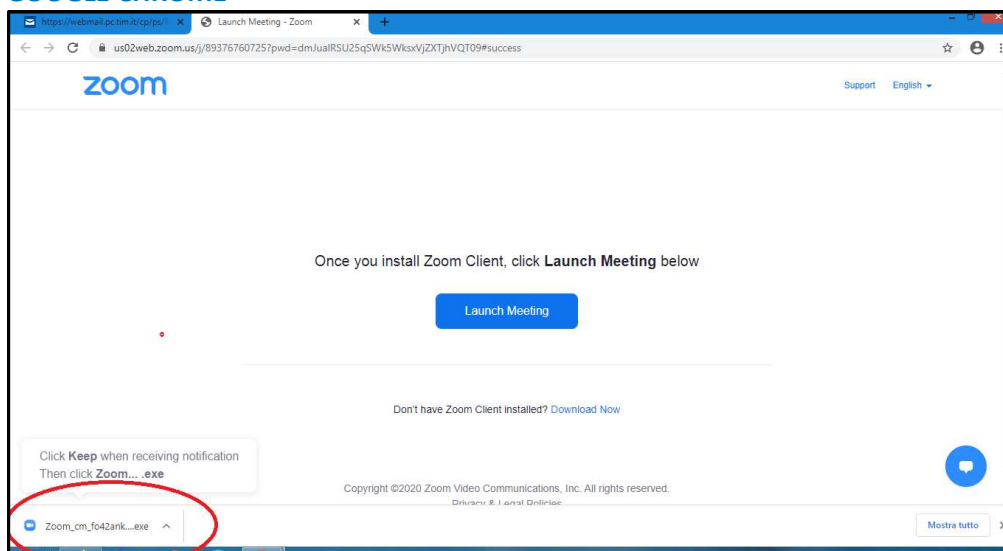 GOOGLE CHROME
https://webmail.pc.tim.it/cp/ps/
Launch Meeting - Zoom
us02web.zoom.us/j/89376760725?pwd=dmJualRSU25qSWk5WksxVjZXTjhVQT09#success
zoom
Support English
Once you install Zoom Client, click Launch Meeting below
Launch Meeting
Don't have Zoom Client installed? Download Now
Click Keep when receiving notification
Then click Zoom... .exe
Copyright ©2020 Zoom Video Communications, Inc. All rights reserved.
Privacy & Legal Policies
Zoom_cm_fo42ank....exe
Mostra tutto